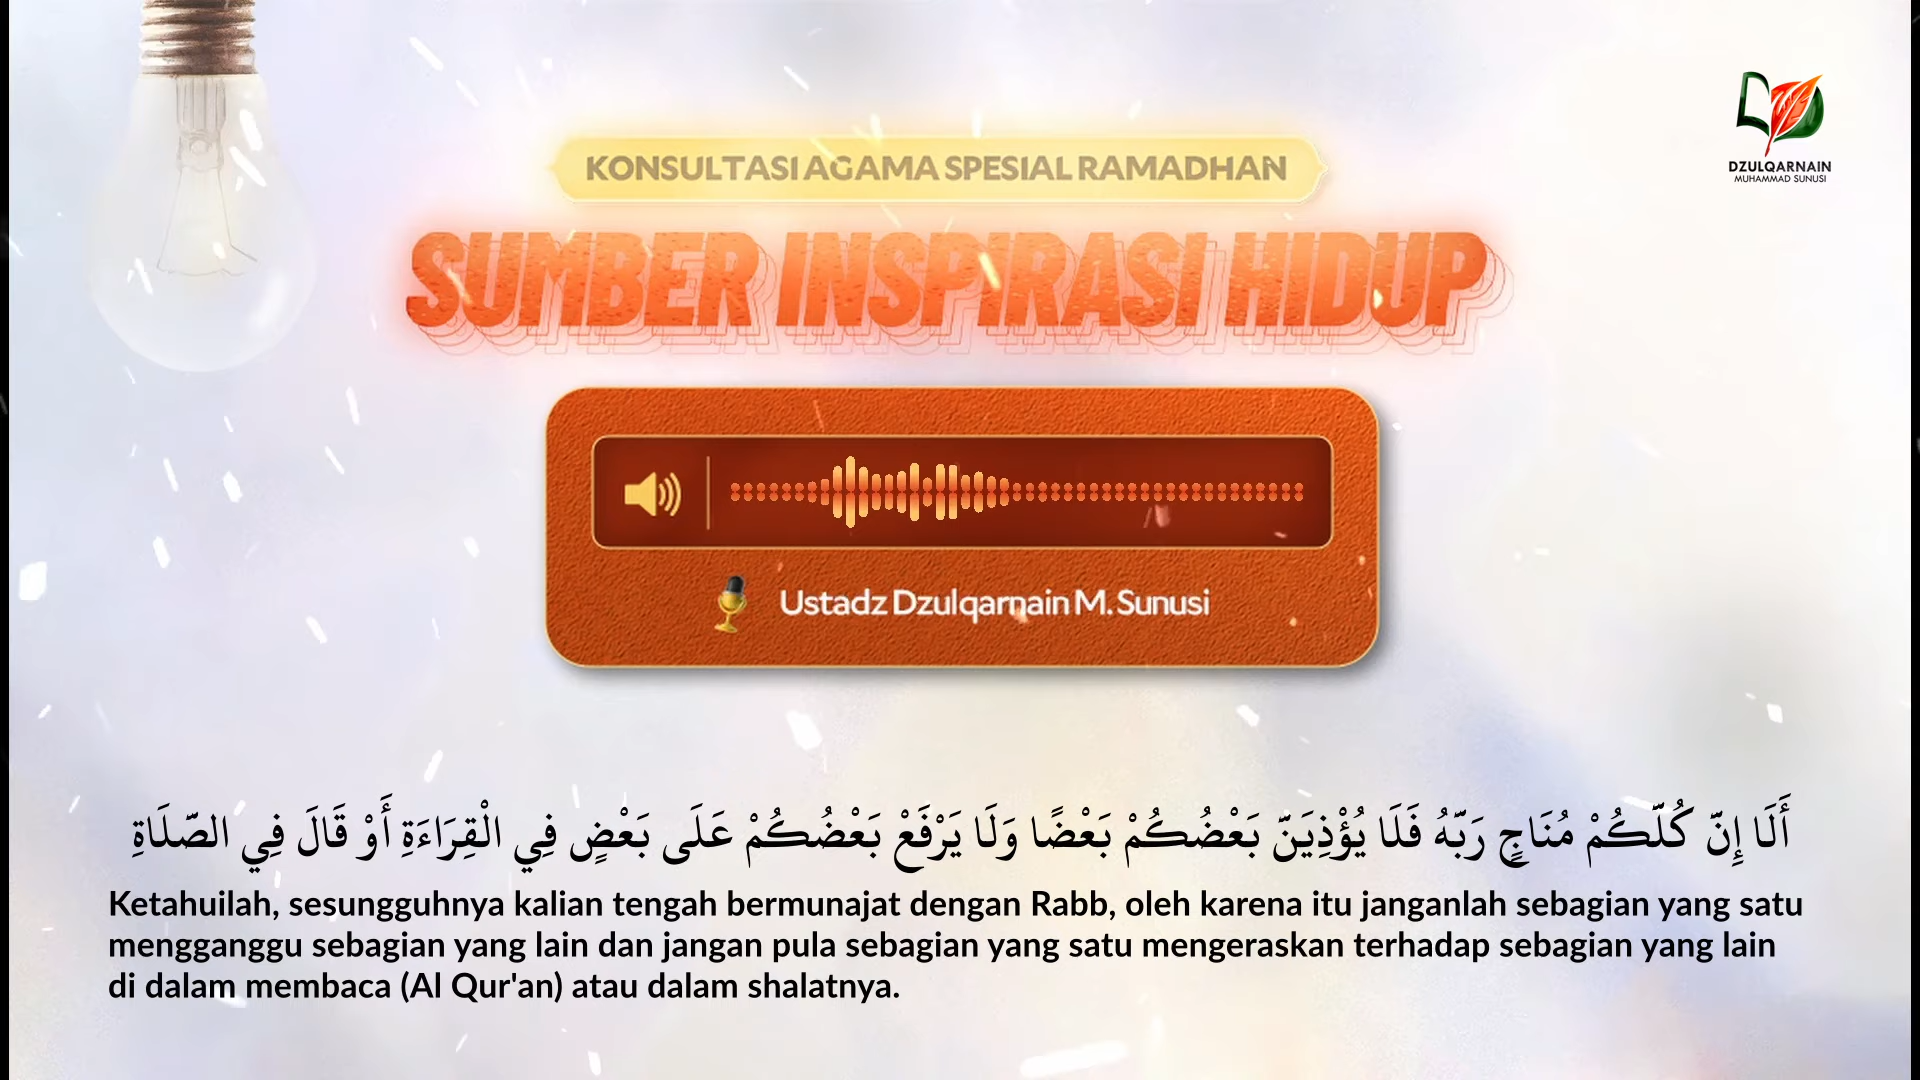 DZULQARNAIN
MUHAMMAD SUNUSI
KONSULTASI AGAMA SPESIAL RAMADHAN
SUMBER INSPIRASI HIDUP
Ustadz Dzulqarnain M. Sunusi
أَلَا إِنَّ كُلَّكُمْ مُنَاجٍ رَبَّهُ فَلَا يُؤْذِيَنَّ بَعْضُكُمْ بَعْضًا وَلَا يَرْفَعْ بَعْضُكُمْ عَلَى بَعْضٍ فِي الْقِرَاءَةِ أَوْ قَالَ فِي الصَّلَاةِ
Ketahuilah, sesungguhnya kalian tengah bermunajat dengan Rabb, oleh karena itu janganlah sebagian yang satu
mengganggu sebagian yang lain dan jangan pula sebagian yang satu mengeraskan terhadap sebagian yang lain
di dalam membaca (Al Qur'an) atau dalam shalatnya.